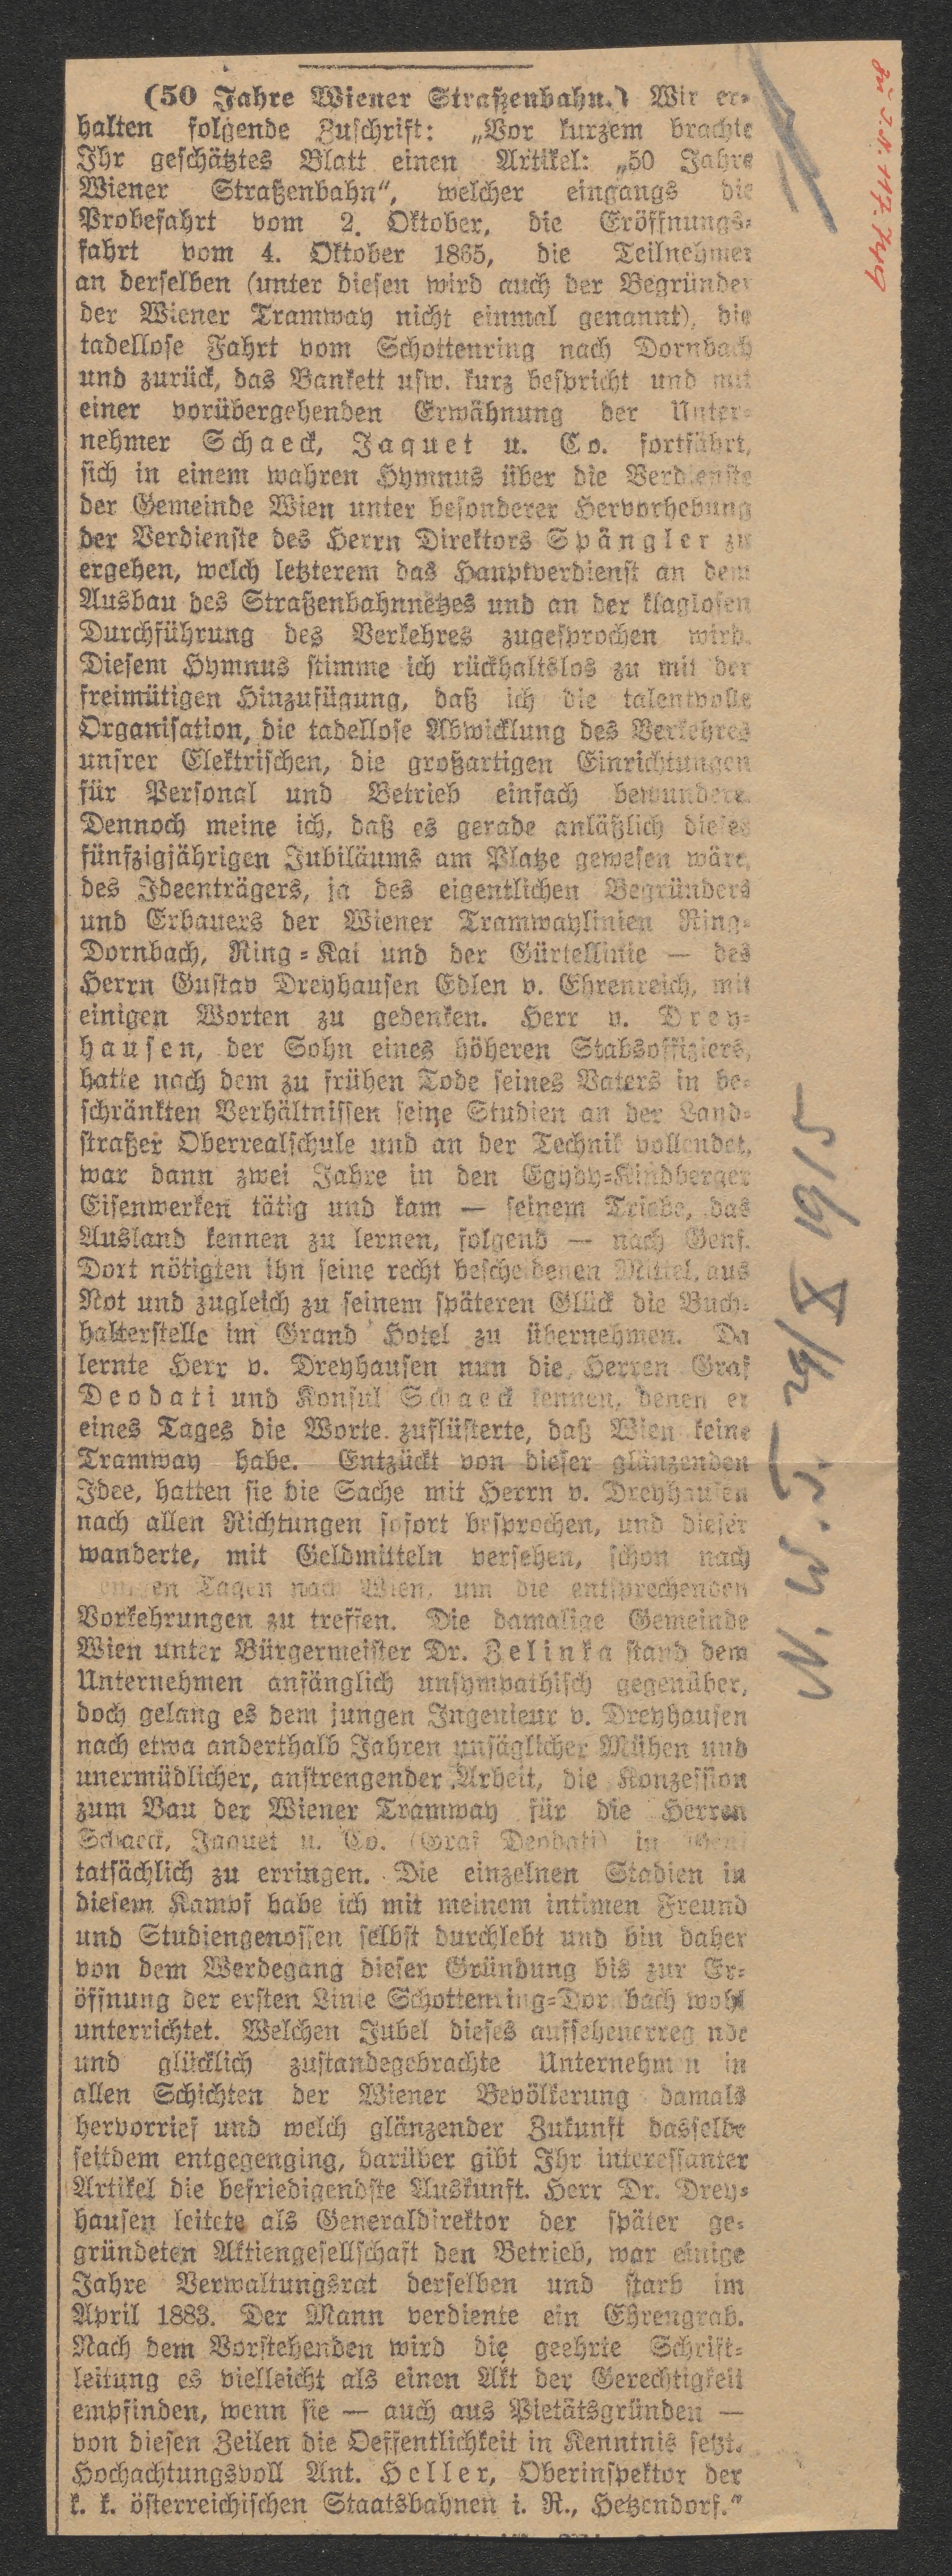 (50 Jahre Wiener Straßenbahn.) Wir er-
halten folgende Zuschrift: „Vor kurzem brachte
Ihr geschätztes Blatt einen Artikel: „50 Jahre
Wiener Straßenbahn“, welcher eingangs die
Probefahrt vom 2. Oktober, die Eröffnungs-
fahrt vom 4. Oktober 1865, die Teilnehmer
an derselben (unter diesen wird auch der Begründer
der Wiener Tramway nicht einmal genannt), die
tadellose Fahrt vom Schottenring nach Dornbach
und zurück, das Bankett usw. kurz bespricht und mit
einer vorübergehenden Erwähnung der Unter-
nehmer Schaeck, Jaquet u. Co. fortfährt,
sich in einem wahren Hymnus über die Verdienste
der Gemeinde Wien unter besonderer Hervorhebung
der Verdienste des Herrn Direktors Spängler zu
ergehen, welch letzterem das Hauptverdienst an dem
Ausbau des Straßenbahnnetzes und an der klaglosen
Durchführung des Verkehres zugesprochen wird.
Diesem Hymnus stimme ich rückhaltslos zu mit der
freimütigen Hinzufügung, daß ich die talentvolle
Organisation, die tadellose Abwicklung des Verkehres
unsrer Elektrischen, die großartigen Einrichtungen
für Personal und Betrieb einfach bewundere.
Dennoch meine ich, daß es gerade anläßlich dieses
fünfzigjährigen Jubiläums am Platze gewesen wäre,
des Ideenträgers, ja des eigentlichen Begründers
und Erbauers der Wiener Tramwaylinien Ring-
Dornbach, Ring-Kai und der Gürtellinie — des
Herrn Gustav Dreyhausen Edlen v. Ehrenreich, mit
einigen Worten zu gedenken. Herr v. Drey-
hausen, der Sohn eines höheren Stabsoffiziers,
hatte nach dem zu frühen Tode seines Vaters in be-
schränkten Verhältnissen seine Studien an der Land-
straßer Oberrealschule und an der Technik vollendet,
war dann zwei Jahre in den Egydy-Kindberger
Eisenwerken tätig und kam — seinem Triebe, das
Ausland kennen zu lernen, folgend — nach Genf.
Dort nötigten ihn seine recht bescheidenen Mittel, aus
Not und zugleich zu seinem späteren Glück die Buch-
halterstelle im Grand Hotel zu übernehmen. Da
lernte Herr v. Dreyhausen nun die Herren Graf
Deodati und Konsul Schaeck kennen, denen er
eines Tages die Worte zuflüsterte, daß Wien keine
Tramway habe. Entzückt von dieser glänzenden
Idee, hatten sie die Sache mit Herrn v. Dreyhausen
nach allen Richtungen sofort besprochen, und dieser
wanderte, mit Geldmitteln versehen, schon nach
einigen Tagen nach Wien, um die entsprechenden
Vorkehrungen zu treffen. Die damalige Gemeinde
Wien unter Bürgermeister Dr. Zelinka stand dem
Unternehmen anfänglich unsympathisch gegenüber,
doch gelang es dem jungen Ingenieur v. Dreyhausen
nach etwa anderthalb Jahren unsäglicher Mühen und
unermüdlicher, anstrengender Arbeit, die Konzession
zum Bau der Wiener Tramway für die Herren
Schaeck, Jaquet u. Co. (Graf Deodati) in Genf
tatsächlich zu erringen. Die einzelnen Stadien in
diesem Kampf habe ich mit meinem intimen Freund
und Studiengenossen selbst durchlebt und bin daher
von dem Werdegang dieser Gründung bis zur Er-
öffnung der ersten Linie Schottenring-Dornbach wohl
unterrichtet. Welchen Jubel dieses aufsehenerregende
und glücklich zustandegebrachte Unternehmen in
allen Schichten der Wiener Bevölkerung damals
hervorrief und welch glänzender Zukunft dasselbe
seitdem entgegenging, darüber gibt Ihr interessanter
Artikel die befriedigendste Auskunft. Herr Dr. Drey-
hausen leitete als Generaldirektor der später ge-
gründeten Aktiengesellschaft den Betrieb, war einige
Jahre Verwaltungsrat derselben und starb im
April 1883. Der Mann verdiente ein Ehrengrab.
Nach dem Vorstehenden wird die geehrte Schrift-
leitung es vielleicht als einen Akt der Gerechtigkeit
empfinden, wenn sie — auch aus Pietätsgründen —
von diesen Zeilen die Oeffentlichkeit in Kenntnis setzt.
Hochachtungsvoll Ant. Heller, Oberinspektor der
k. k. österreichischen Staatsbahnen i. R., Hetzendorf.“
N. W. J. 29/X 1915
zu J.N. 117.